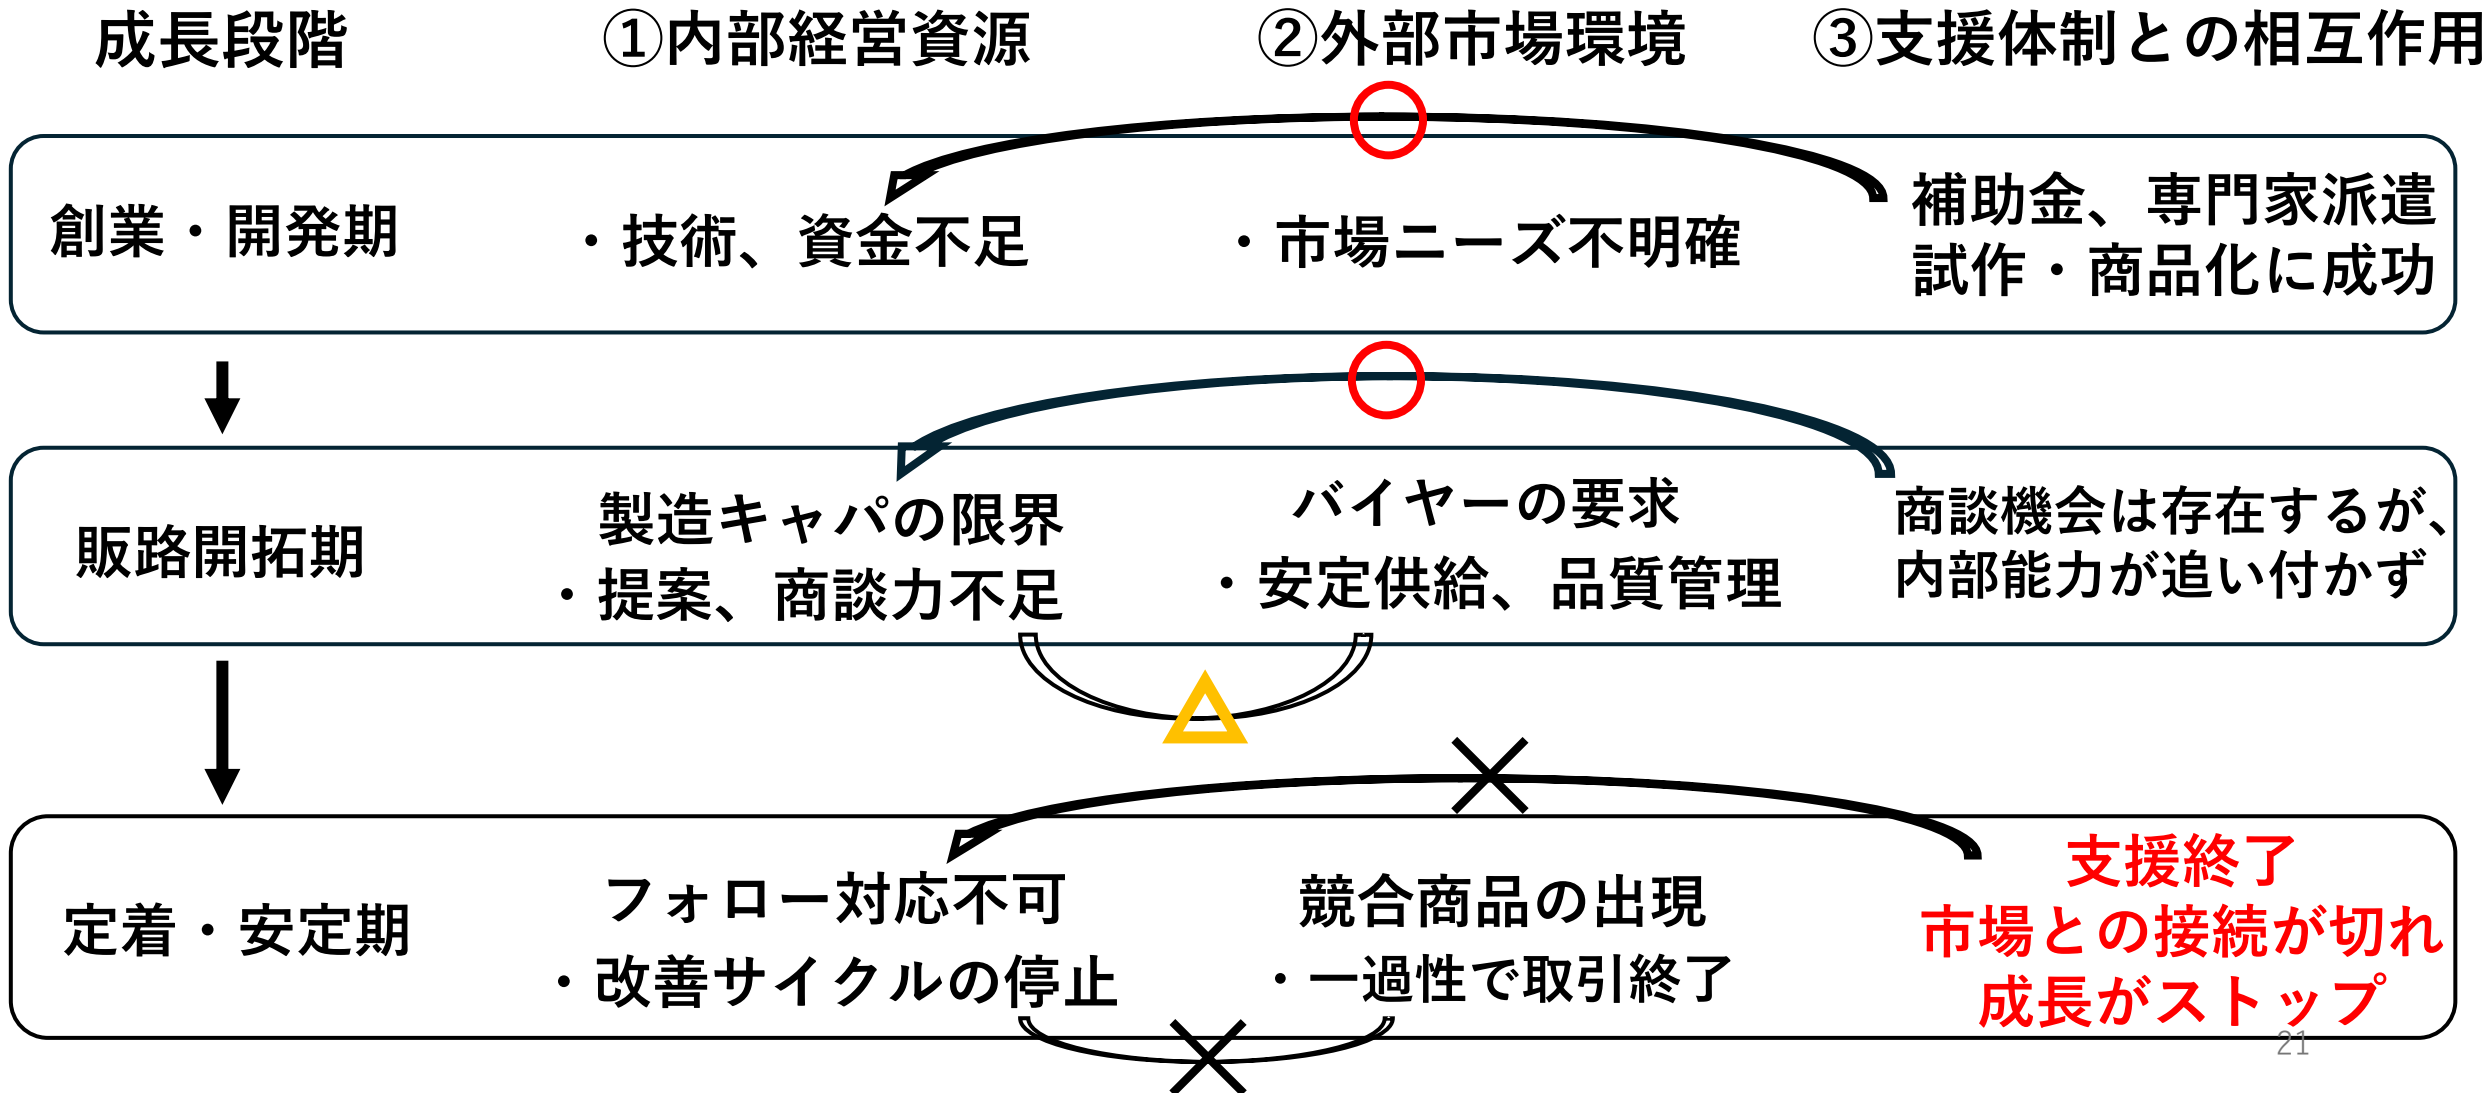 成長段階
①内部経営資源
②外部市場環境
③支援体制との相互作用
創業・開発期
・技術、資金不足
・市場ニーズ不明確
補助金、専門家派遣
試作・商品化に成功
販路開拓期
製造キャパの限界
・提案、商談力不足
バイヤーの要求
・安定供給、品質管理
商談機会は存在するが、
内部能力が追い付かず
定着・安定期
フォロー対応不可
・改善サイクルの停止
競合商品の出現
・一過性で取引終了
支援終了
市場との接続が切れ
成長がストップ
21